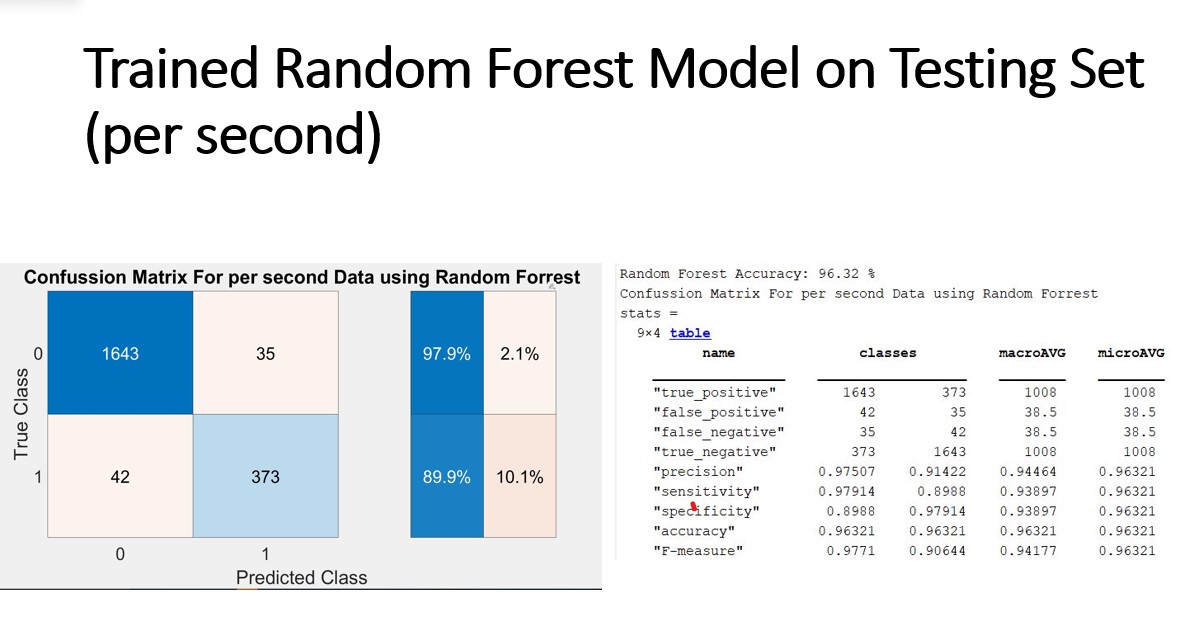 Trained Random Forest Model on Testing Set
(per second)
Confussion Matrix For per second Data using Random Forrest
True Class
0
1643
35
97.9%
2.1%
1
42
373
89.9%
10.1%
0
1
Predicted Class
Random Forest Accuracy: 96.32 %
Confussion Matrix For per second Data using Random Forrest
stats =
9×4 table
name classes macroAVG microAVG
"true_positive" 1643 373 1008 1008
"false_positive" 42 35 38.5 38.5
"false_negative" 35 42 38.5 38.5
"true_negative" 373 1643 1008 1008
"precision" 0.97507 0.91422 0.94464 0.96321
"sensitivity" 0.97914 0.8988 0.93897 0.96321
"specificity" 0.8988 0.97914 0.93897 0.96321
"accuracy" 0.96321 0.96321 0.96321 0.96321
"F-measure" 0.9771 0.90644 0.94177 0.96321